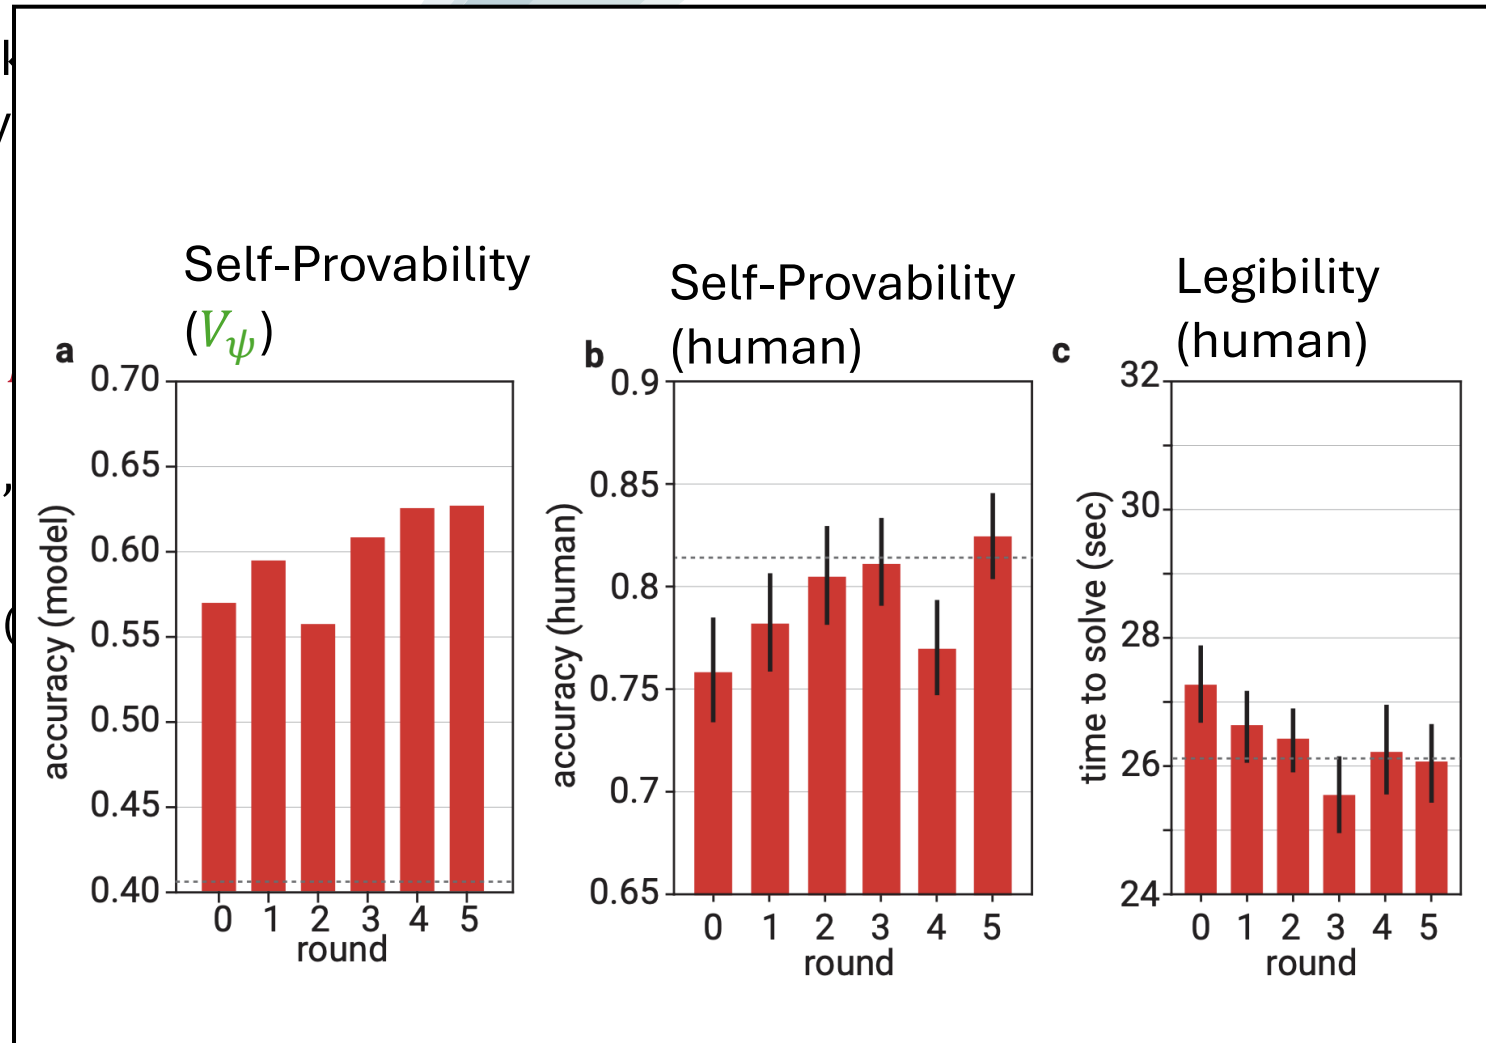 k
Self-Provability
(V_ψ)
a
0.70
0.65
0.60
0.55
0.50
0.45
0.40
accuracy (model)
0 1 2 3 4 5
round
Self-Provability
(human)
b
0.9
0.85
0.8
0.75
0.7
0.65
accuracy (human)
0 1 2 3 4 5
round
Legibility
(human)
c
32
30
28
26
24
time to solve (sec)
0 1 2 3 4 5
round
,
(